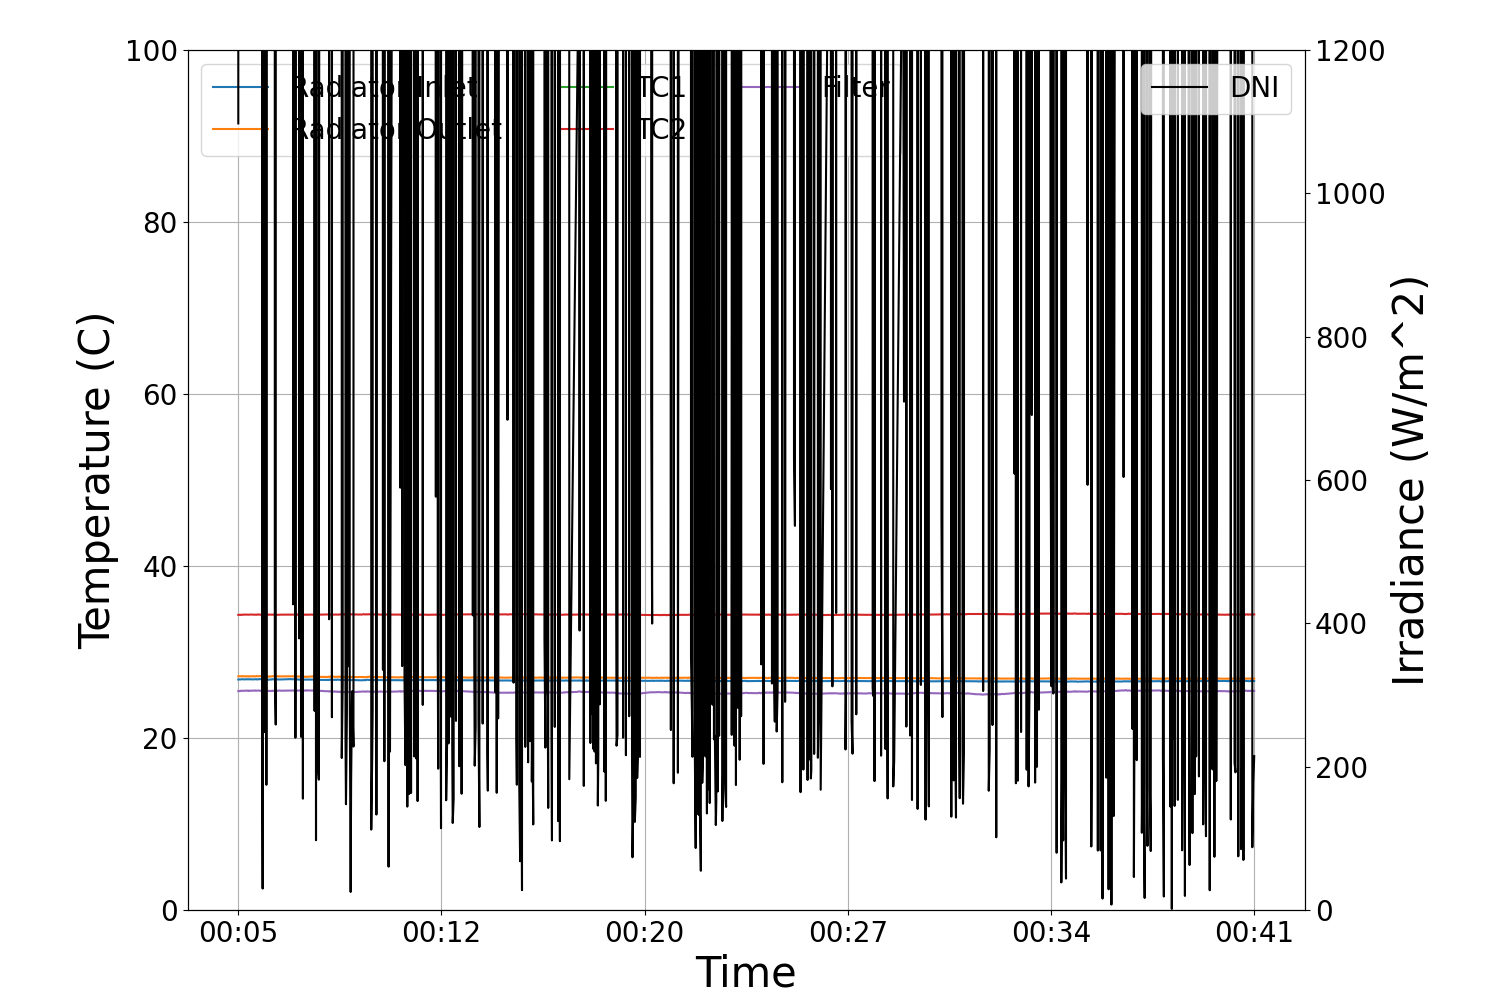 100
80
60
40
20
0
Temperature (C)
Radiator Inlet
Radiator Outlet
TC1
TC2
Filter
DNI
1200
1000
800
600
400
200
0
Irradiance (W/m^2)
00:05 00:12 00:20 00:27 00:34 00:41
Time